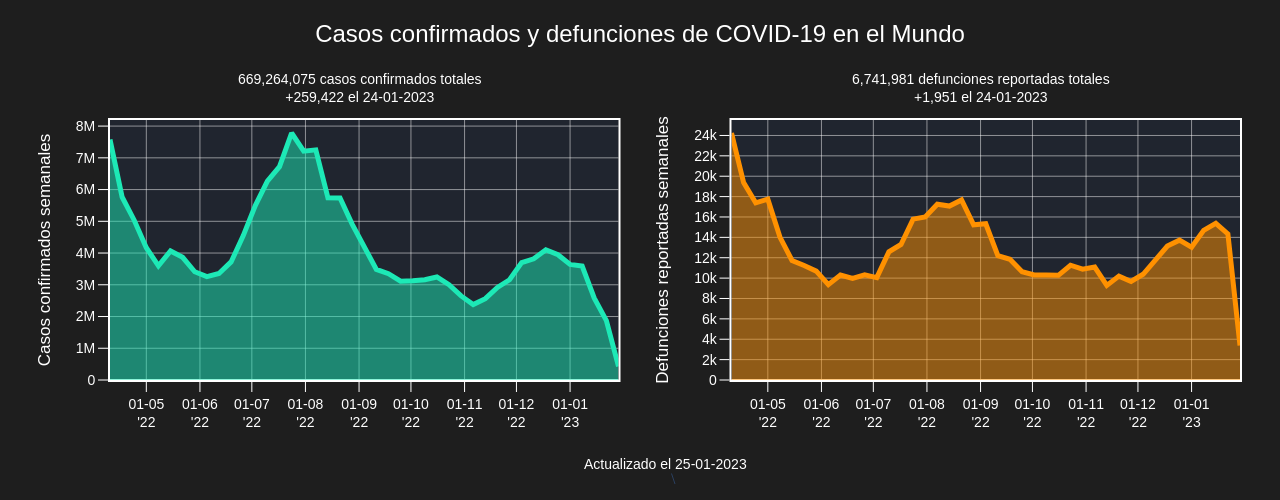 Casos confirmados y defunciones de COVID-19 en el Mundo
669,264,075 casos confirmados totales
+259,422 el 24-01-2023
Casos confirmados semanales
8M
7M
6M
5M
4M
3M
2M
1M
0
01-05 01-06 01-07 01-08 01-09 01-10 01-11 01-12 01-01
'22 '22 '22 '22 '22 '22 '22 '22 '23
6,741,981 defunciones reportadas totales
+1,951 el 24-01-2023
Defunciones reportadas semanales
24k
22k
20k
18k
16k
14k
12k
10k
8k
6k
4k
2k
0
01-05 01-06 01-07 01-08 01-09 01-10 01-11 01-12 01-01
'22 '22 '22 '22 '22 '22 '22 '22 '23
Actualizado el 25-01-2023